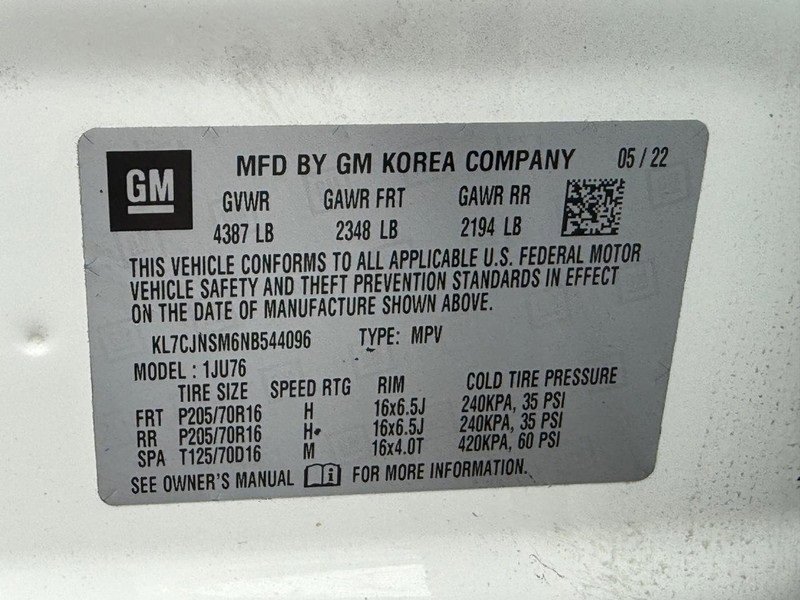 GM MFD BY GM KOREA COMPANY 05 / 22
GVWR GAWR FRT GAWR RR
4387 LB 2348 LB 2194 LB
THIS VEHICLE CONFORMS TO ALL APPLICABLE U.S. FEDERAL MOTOR
VEHICLE SAFETY AND THEFT PREVENTION STANDARDS IN EFFECT
ON THE DATE OF MANUFACTURE SHOWN ABOVE.
KL7CJNSM6NB544096 TYPE: MPV
MODEL : 1JU76
TIRE SIZE SPEED RTG RIM COLD TIRE PRESSURE
FRT P205/70R16 H 16x6.5J 240KPA, 35 PSI
RR P205/70R16 H 16x6.5J 240KPA, 35 PSI
SPA T125/70D16 M 16x4.0T 420KPA, 60 PSI
SEE OWNER'S MANUAL FOR MORE INFORMATION.